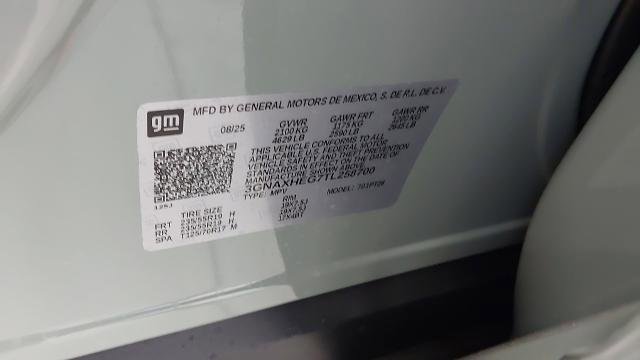 gm
MFD BY GENERAL MOTORS DE MEXICO, S. DE R.L. DE C.V.
08/25 GVWR GAWR FRT GAWR RR
2100 KG 1175 KG 1200 KG
4629 LB 2590 LB 2645 LB
THIS VEHICLE CONFORMS TO ALL
APPLICABLE U.S. FEDERAL MOTOR
VEHICLE SAFETY AND THEFT PREVENTION
STANDARDS IN EFFECT ON THE DATE OF
MANUFACTURE SHOWN ABOVE.
3GNAXHEG7TL258700
TYPE: MPV MODEL:
TIRE SIZE RIM
FRT 235/55R19 H
RR 235/55R19 H
SPA T125/70R17 M 17X4BT